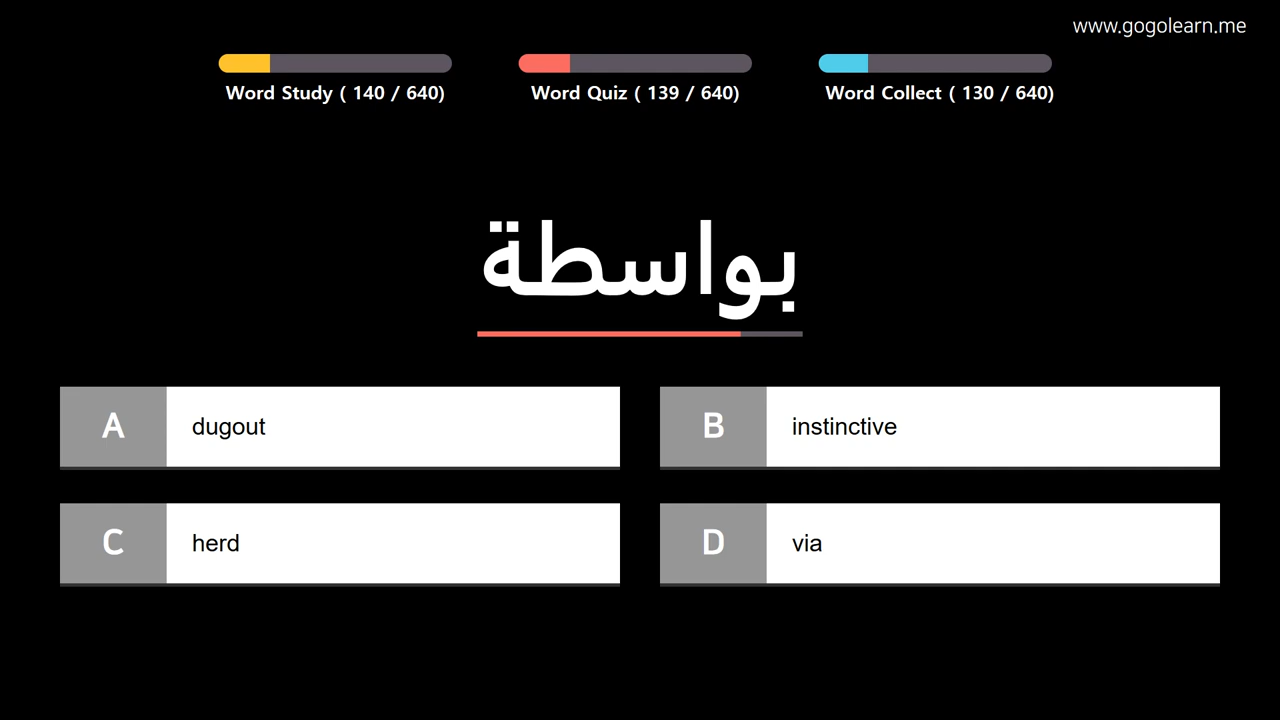 www.gogolearn.me
Word Study ( 140 / 640)
Word Quiz ( 139 / 640)
Word Collect ( 130 / 640)
بواسطة
A dugout
B instinctive
C herd
D via